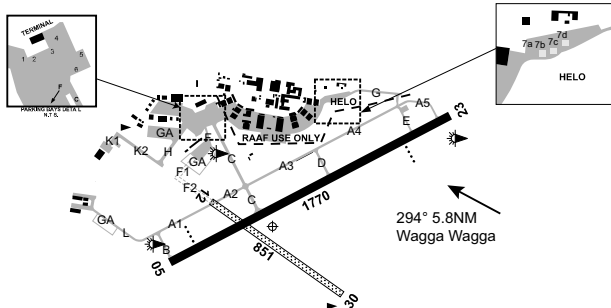 TERMINAL
4
3
1
2
5
6
F
C
PARKING BAYS DETAIL
N.T.S.
7a
7b
7c
7d
HELO
HELO
RAAF USE ONLY
G
A5
23
A4
E
GA
K1
K2
H
F
GA
C
F1
F2
A3
D
12
A2
C
1770
294° 5.8NM
Wagga Wagga
GA
L
A1
B
05
851
30